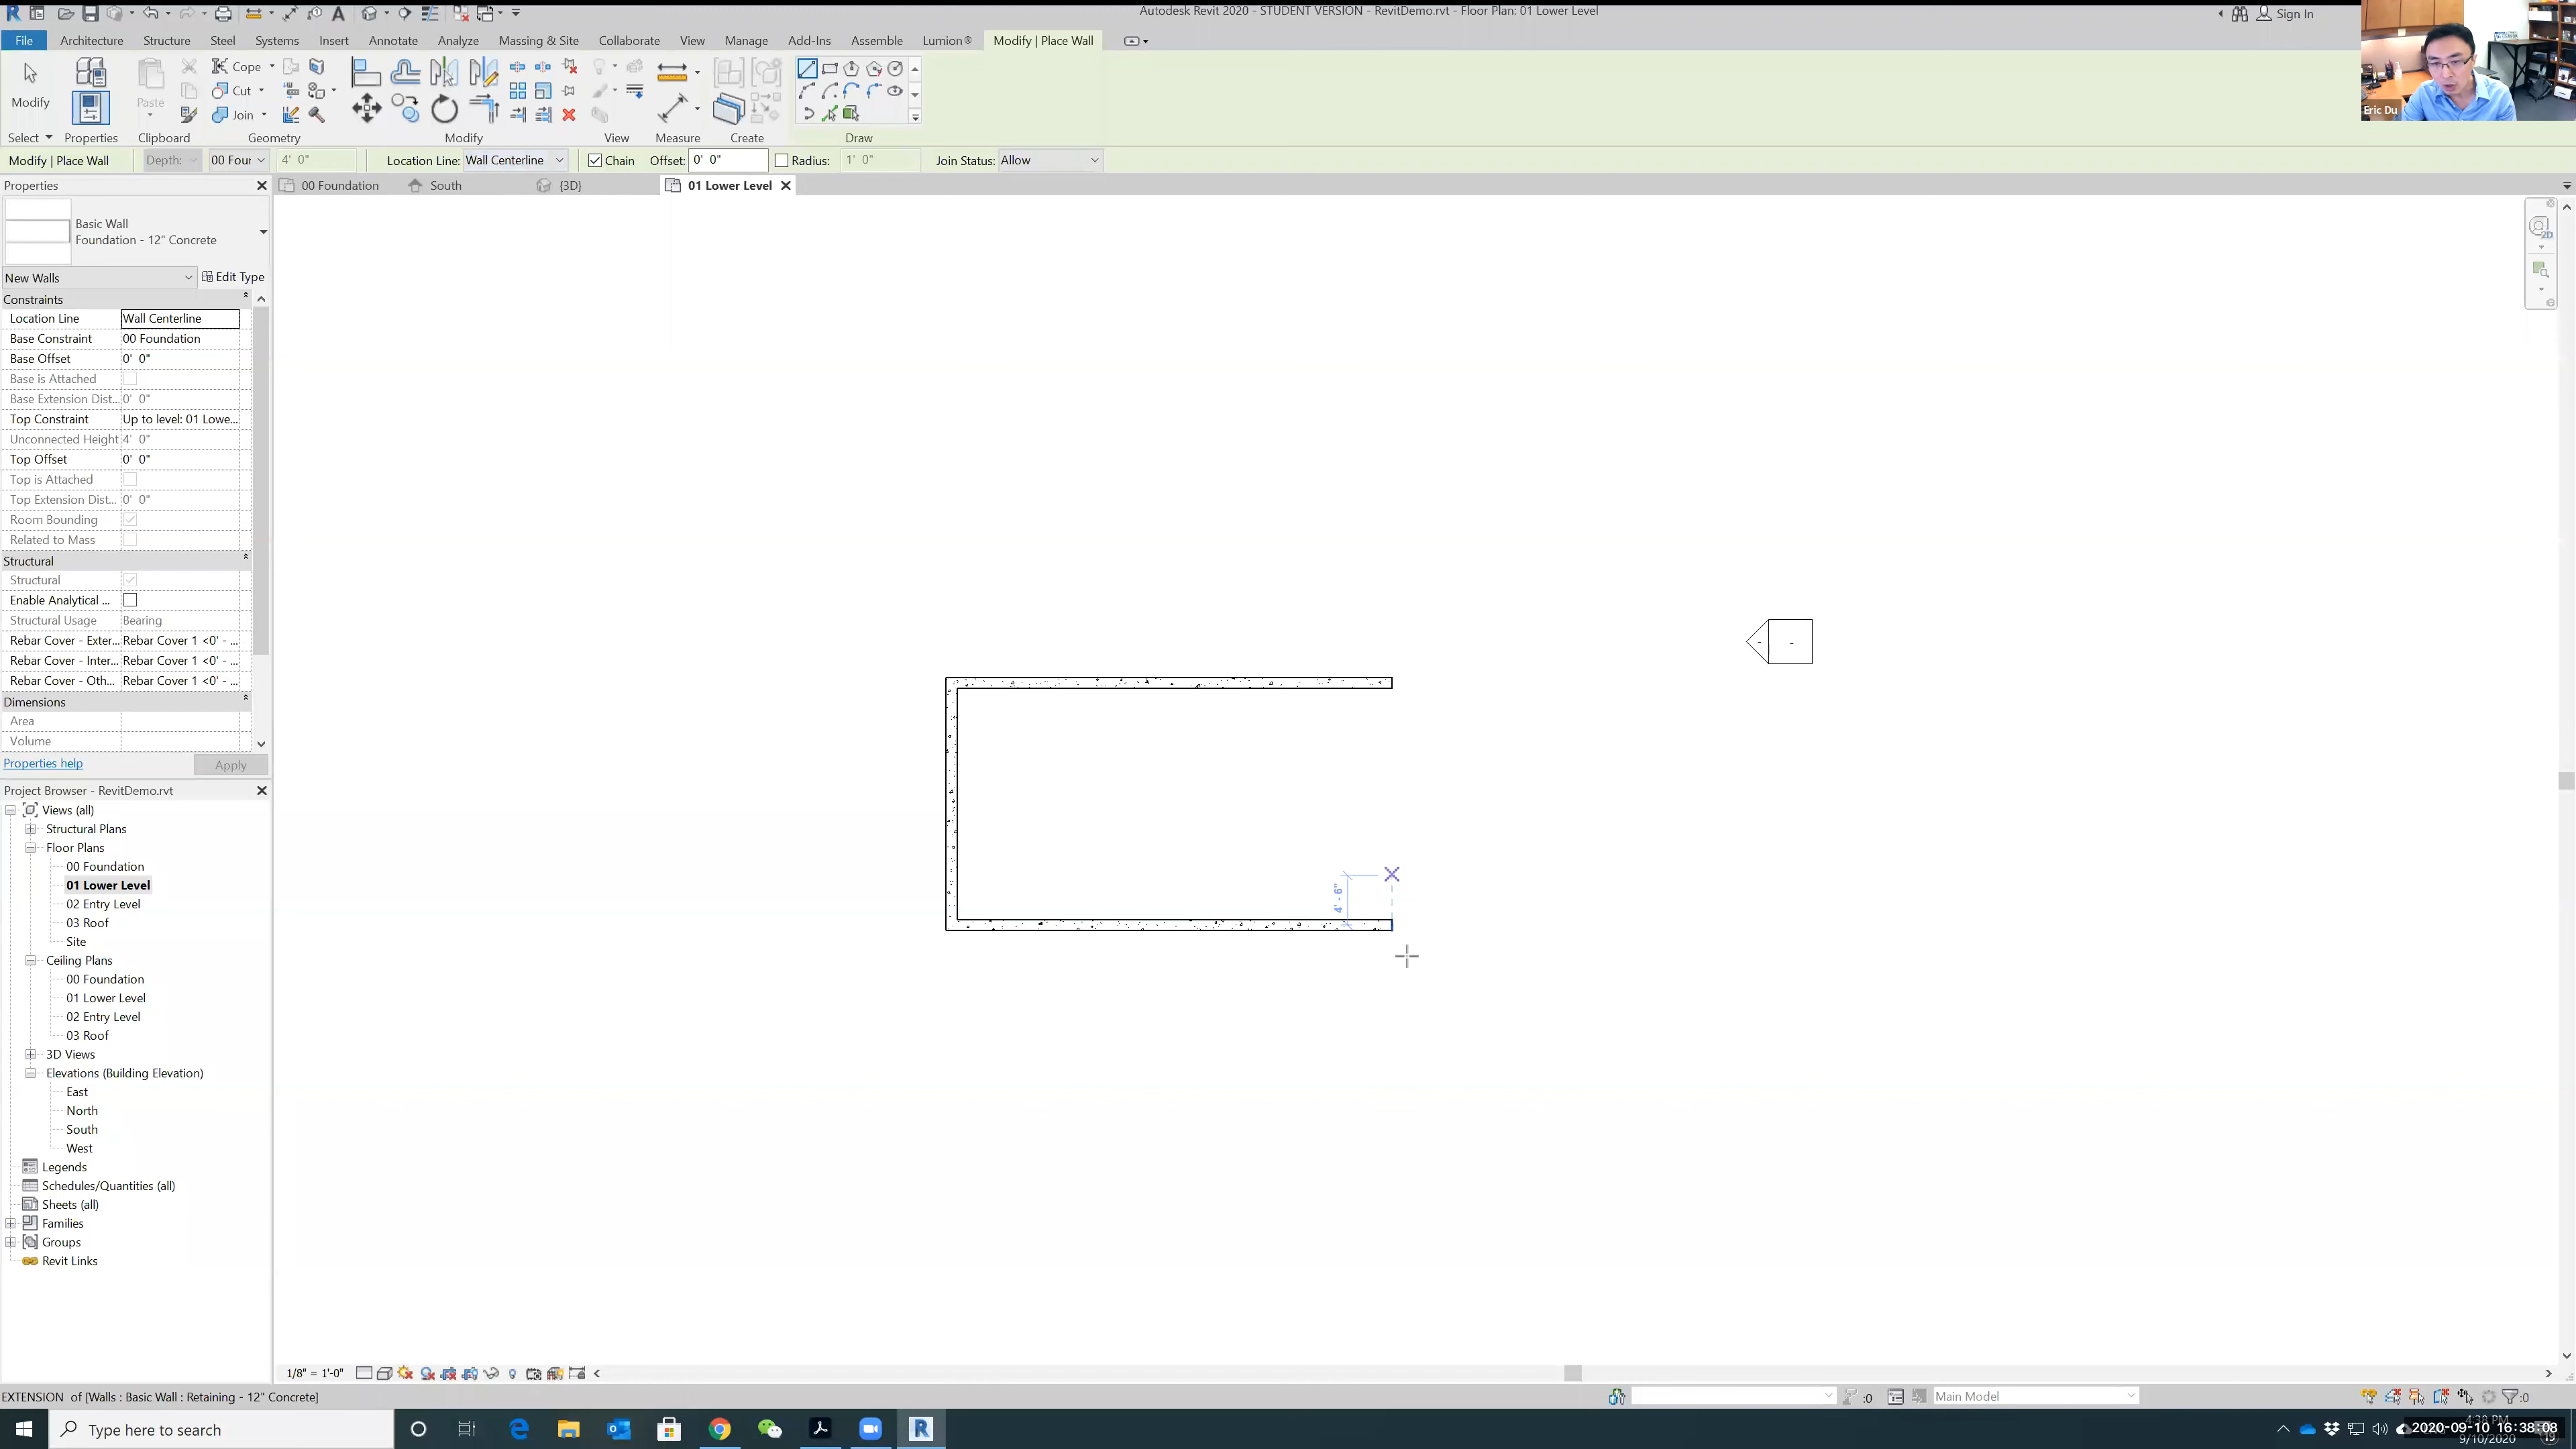 Autodesk Revit 2020 - STUDENT VERSION - RevitDemo.rvt - Floor Plan: 01 Lower Level
Sign In
File Architecture Structure Steel Systems Insert Annotate Analyze Massing & Site Collaborate View Manage Add-Ins Assemble Lumion® Modify | Place Wall
Cope
Cut
Join
Modify
Paste
Select Properties Clipboard Geometry Modify View Measure Create Draw
Eric Du
Modify | Place Wall Depth: 00 Four 4' 0" Location Line: Wall Centerline Chain Offset: 0' 0" Radius: 1' 0" Join Status: Allow
Properties
00 Foundation South {3D} 01 Lower Level
2D
Basic Wall
Foundation - 12" Concrete
New Walls Edit Type
Constraints
Location Line Wall Centerline
Base Constraint 00 Foundation
Base Offset 0' 0"
Base is Attached
Base Extension Dist... 0' 0"
Top Constraint Up to level: 01 Lowe...
Unconnected Height 4' 0"
Top Offset 0' 0"
Top is Attached
Top Extension Dist... 0' 0"
Room Bounding
Related to Mass
Structural
Structural
Enable Analytical ...
Structural Usage Bearing
Rebar Cover - Exter... Rebar Cover 1 <0' - ...
Rebar Cover - Inter... Rebar Cover 1 <0' - ...
Rebar Cover - Oth... Rebar Cover 1 <0' - ...
Dimensions
Area
Volume
Properties help Apply
4' - 6"
Project Browser - RevitDemo.rvt
Views (all)
Structural Plans
Floor Plans
00 Foundation
01 Lower Level
02 Entry Level
03 Roof
Site
Ceiling Plans
00 Foundation
01 Lower Level
02 Entry Level
03 Roof
3D Views
Elevations (Building Elevation)
East
North
South
West
Legends
Schedules/Quantities (all)
Sheets (all)
Families
Groups
Revit Links
1/8" = 1'-0"
EXTENSION of [Walls : Basic Wall : Retaining - 12" Concrete]
:0 Main Model :0
Type here to search
4:38 PM
2020-09-10 16:38:08
9/10/2020